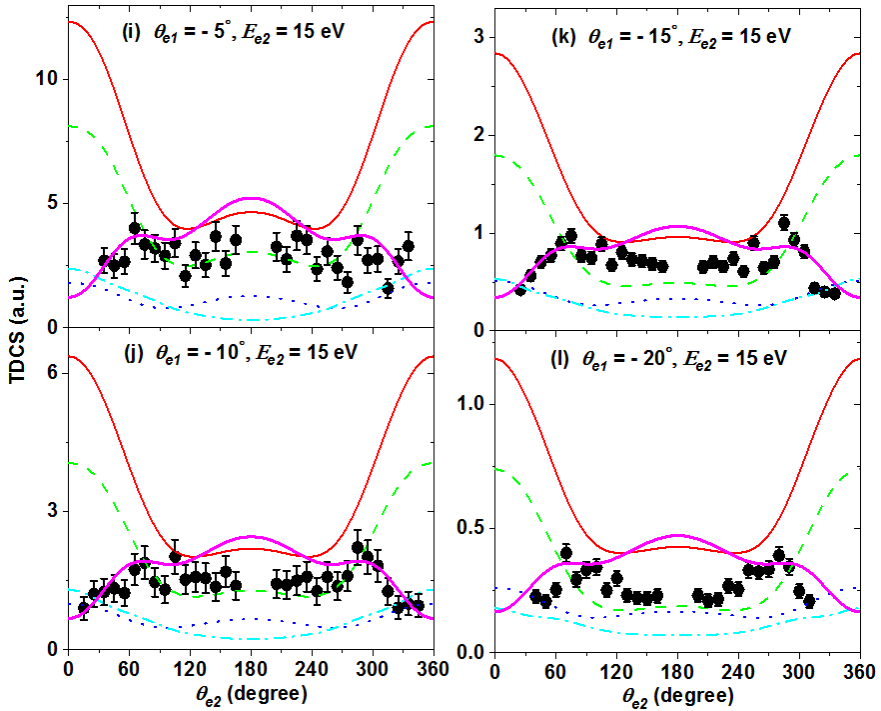 (i) θe1 = - 5°, Ee2 = 15 eV
12
5
0
(k) θe1 = - 15°, Ee2 = 15 eV
3
2
1
0
TDCS (a.u.)
(j) θe1 = - 10°, Ee2 = 15 eV
6
3
0
(l) θe1 = - 20°, Ee2 = 15 eV
1.0
0.5
0.0
0 60 120 180 240 300 360
0 60 120 180 240 300 360
θe2 (degree)
θe2 (degree)